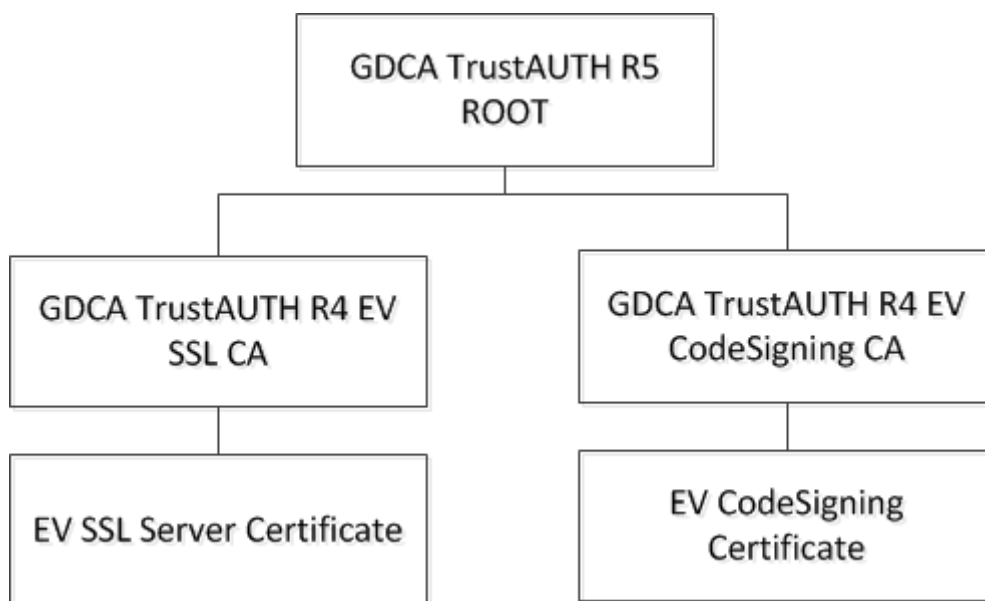 GDCA TrustAUTH R5
ROOT
GDCA TrustAUTH R4 EV
SSL CA
GDCA TrustAUTH R4 EV
CodeSigning CA
EV SSL Server Certificate
EV CodeSigning
Certificate